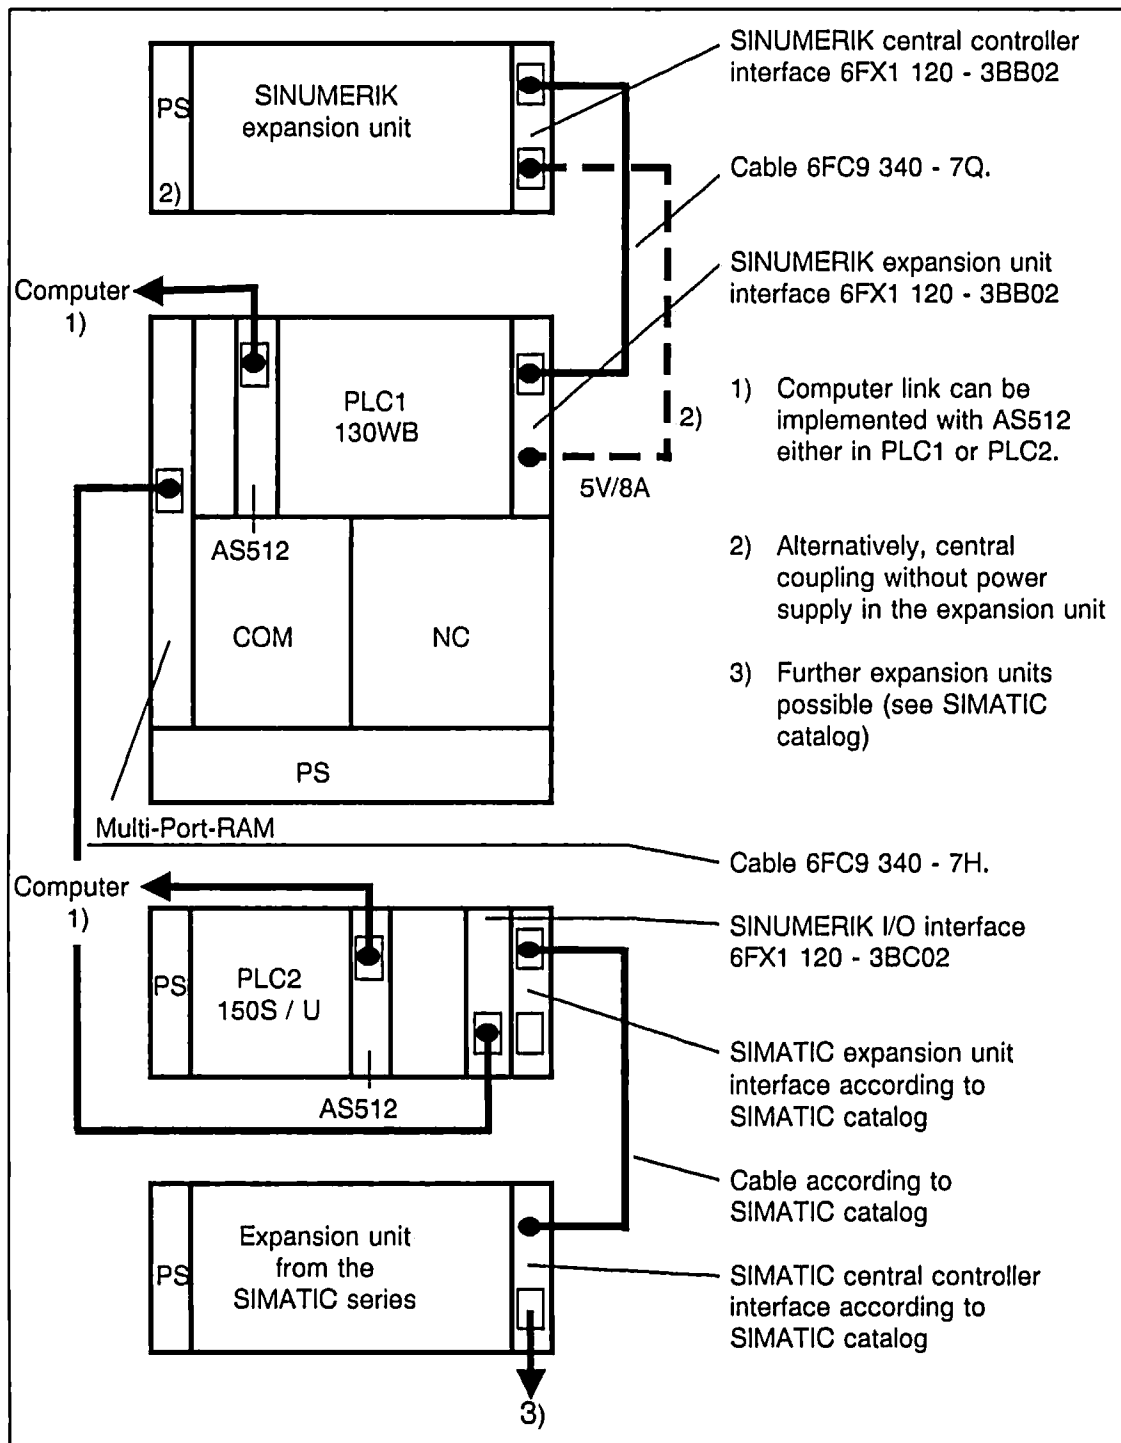 SINUMERIK central controller
interface 6FX1 120 - 3BB02
PS
SINUMERIK
expansion unit
2)
Cable 6FC9 340 - 7Q.
SINUMERIK expansion unit
interface 6FX1 120 - 3BB02
Computer
1)
PLC1
130WB
2)
5V/8A
AS512
COM
NC
PS
Multi-Port-RAM
1) Computer link can be
implemented with AS512
either in PLC1 or PLC2.
2) Alternatively, central
coupling without power
supply in the expansion unit
3) Further expansion units
possible (see SIMATIC
catalog)
Cable 6FC9 340 - 7H.
Computer
1)
SINUMERIK I/O interface
6FX1 120 - 3BC02
PS
PLC2
150S / U
AS512
SIMATIC expansion unit
interface according to
SIMATIC catalog
Cable according to
SIMATIC catalog
PS
Expansion unit
from the
SIMATIC series
SIMATIC central controller
interface according to
SIMATIC catalog
3)